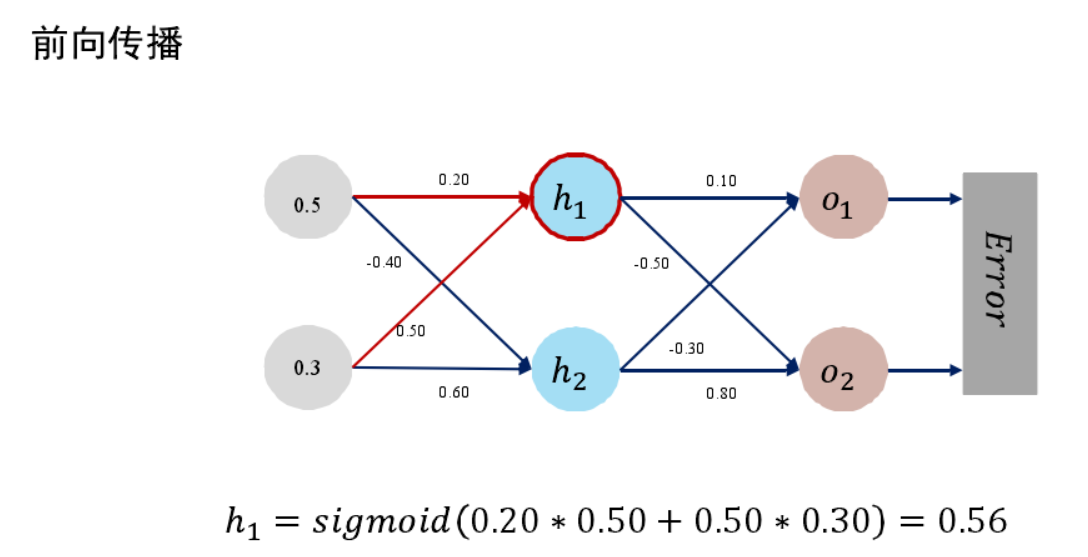 前向传播
0.20
0.10
0.5
h₁
o₁
-0.40
-0.50
Error
0.50
-0.30
0.3
h₂
o₂
0.60
0.80
h₁ = sigmoid(0.20 * 0.50 + 0.50 * 0.30) = 0.56